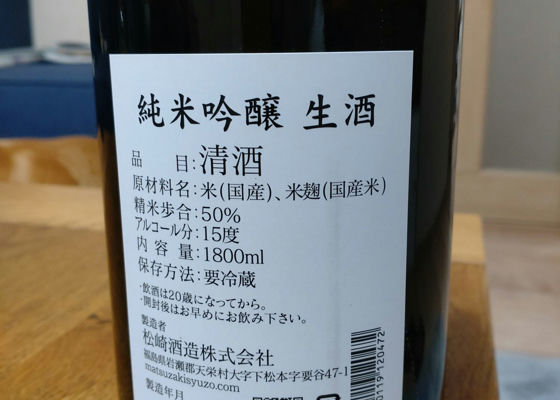 純米吟醸 生酒
品　　目：清酒
原材料名：米(国産)、米麹(国産米)
精米歩合：50%
アルコール分：15度
内 容 量：1800ml
保存方法：要冷蔵
・飲酒は20歳になってから。
・開封後はお早めにお飲み下さい。
製造者
松崎酒造株式会社
福島県岩瀬郡天栄村大字下松本字要谷47-1
matsuzakisyuzo.com
製造年月